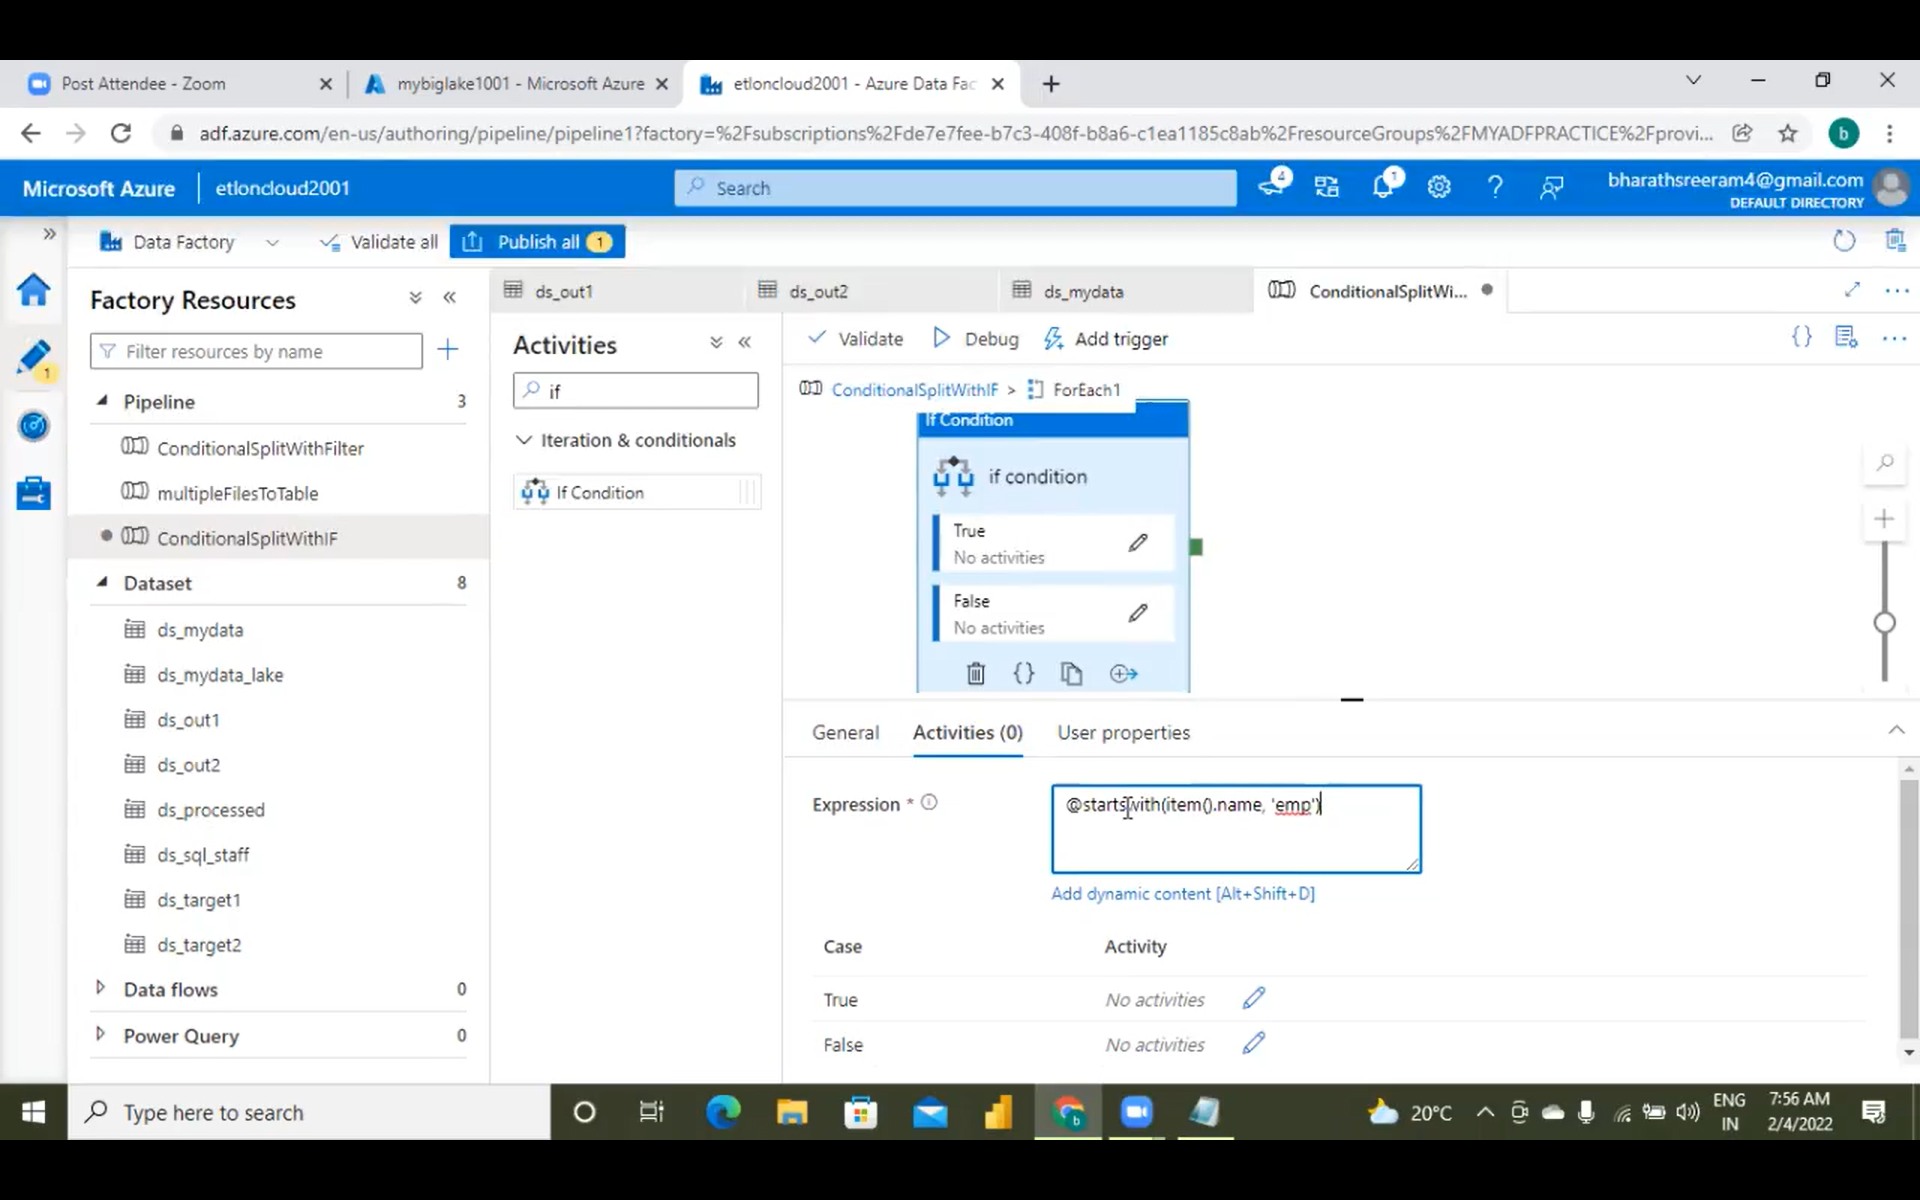 Post Attendee - Zoom
mybiglake1001 - Microsoft Azure
etloncloud2001 - Azure Data Fac
adf.azure.com/en-us/authoring/pipeline/pipeline1?factory=%2Fsubscriptions%2Fde7e7fee-b7c3-408f-b8a6-c1ea1185c8ab%2FresourceGroups%2FMYADFPRACTICE%2Fprovi...
b
Microsoft Azure
etloncloud2001
Search
4
1
bharathsreeram4@gmail.com
DEFAULT DIRECTORY
Data Factory
Validate all
Publish all 1
Factory Resources
Filter resources by name
1
Pipeline 3
ConditionalSplitWithFilter
multipleFilesToTable
ConditionalSplitWithIF
Dataset 8
ds_mydata
ds_mydata_lake
ds_out1
ds_out2
ds_processed
ds_sql_staff
ds_target1
ds_target2
Data flows 0
Power Query 0
ds_out1
ds_out2
ds_mydata
ConditionalSplitWi...
Activities
if
Iteration & conditionals
If Condition
Validate
Debug
Add trigger
ConditionalSplitWithIF > ForEach1
If Condition
if condition
True
No activities
False
No activities
General
Activities (0)
User properties
Expression *
@startswith(item().name, 'emp')
Add dynamic content [Alt+Shift+D]
Case Activity
True No activities
False No activities
Type here to search
20°C
ENG
IN
7:56 AM
2/4/2022